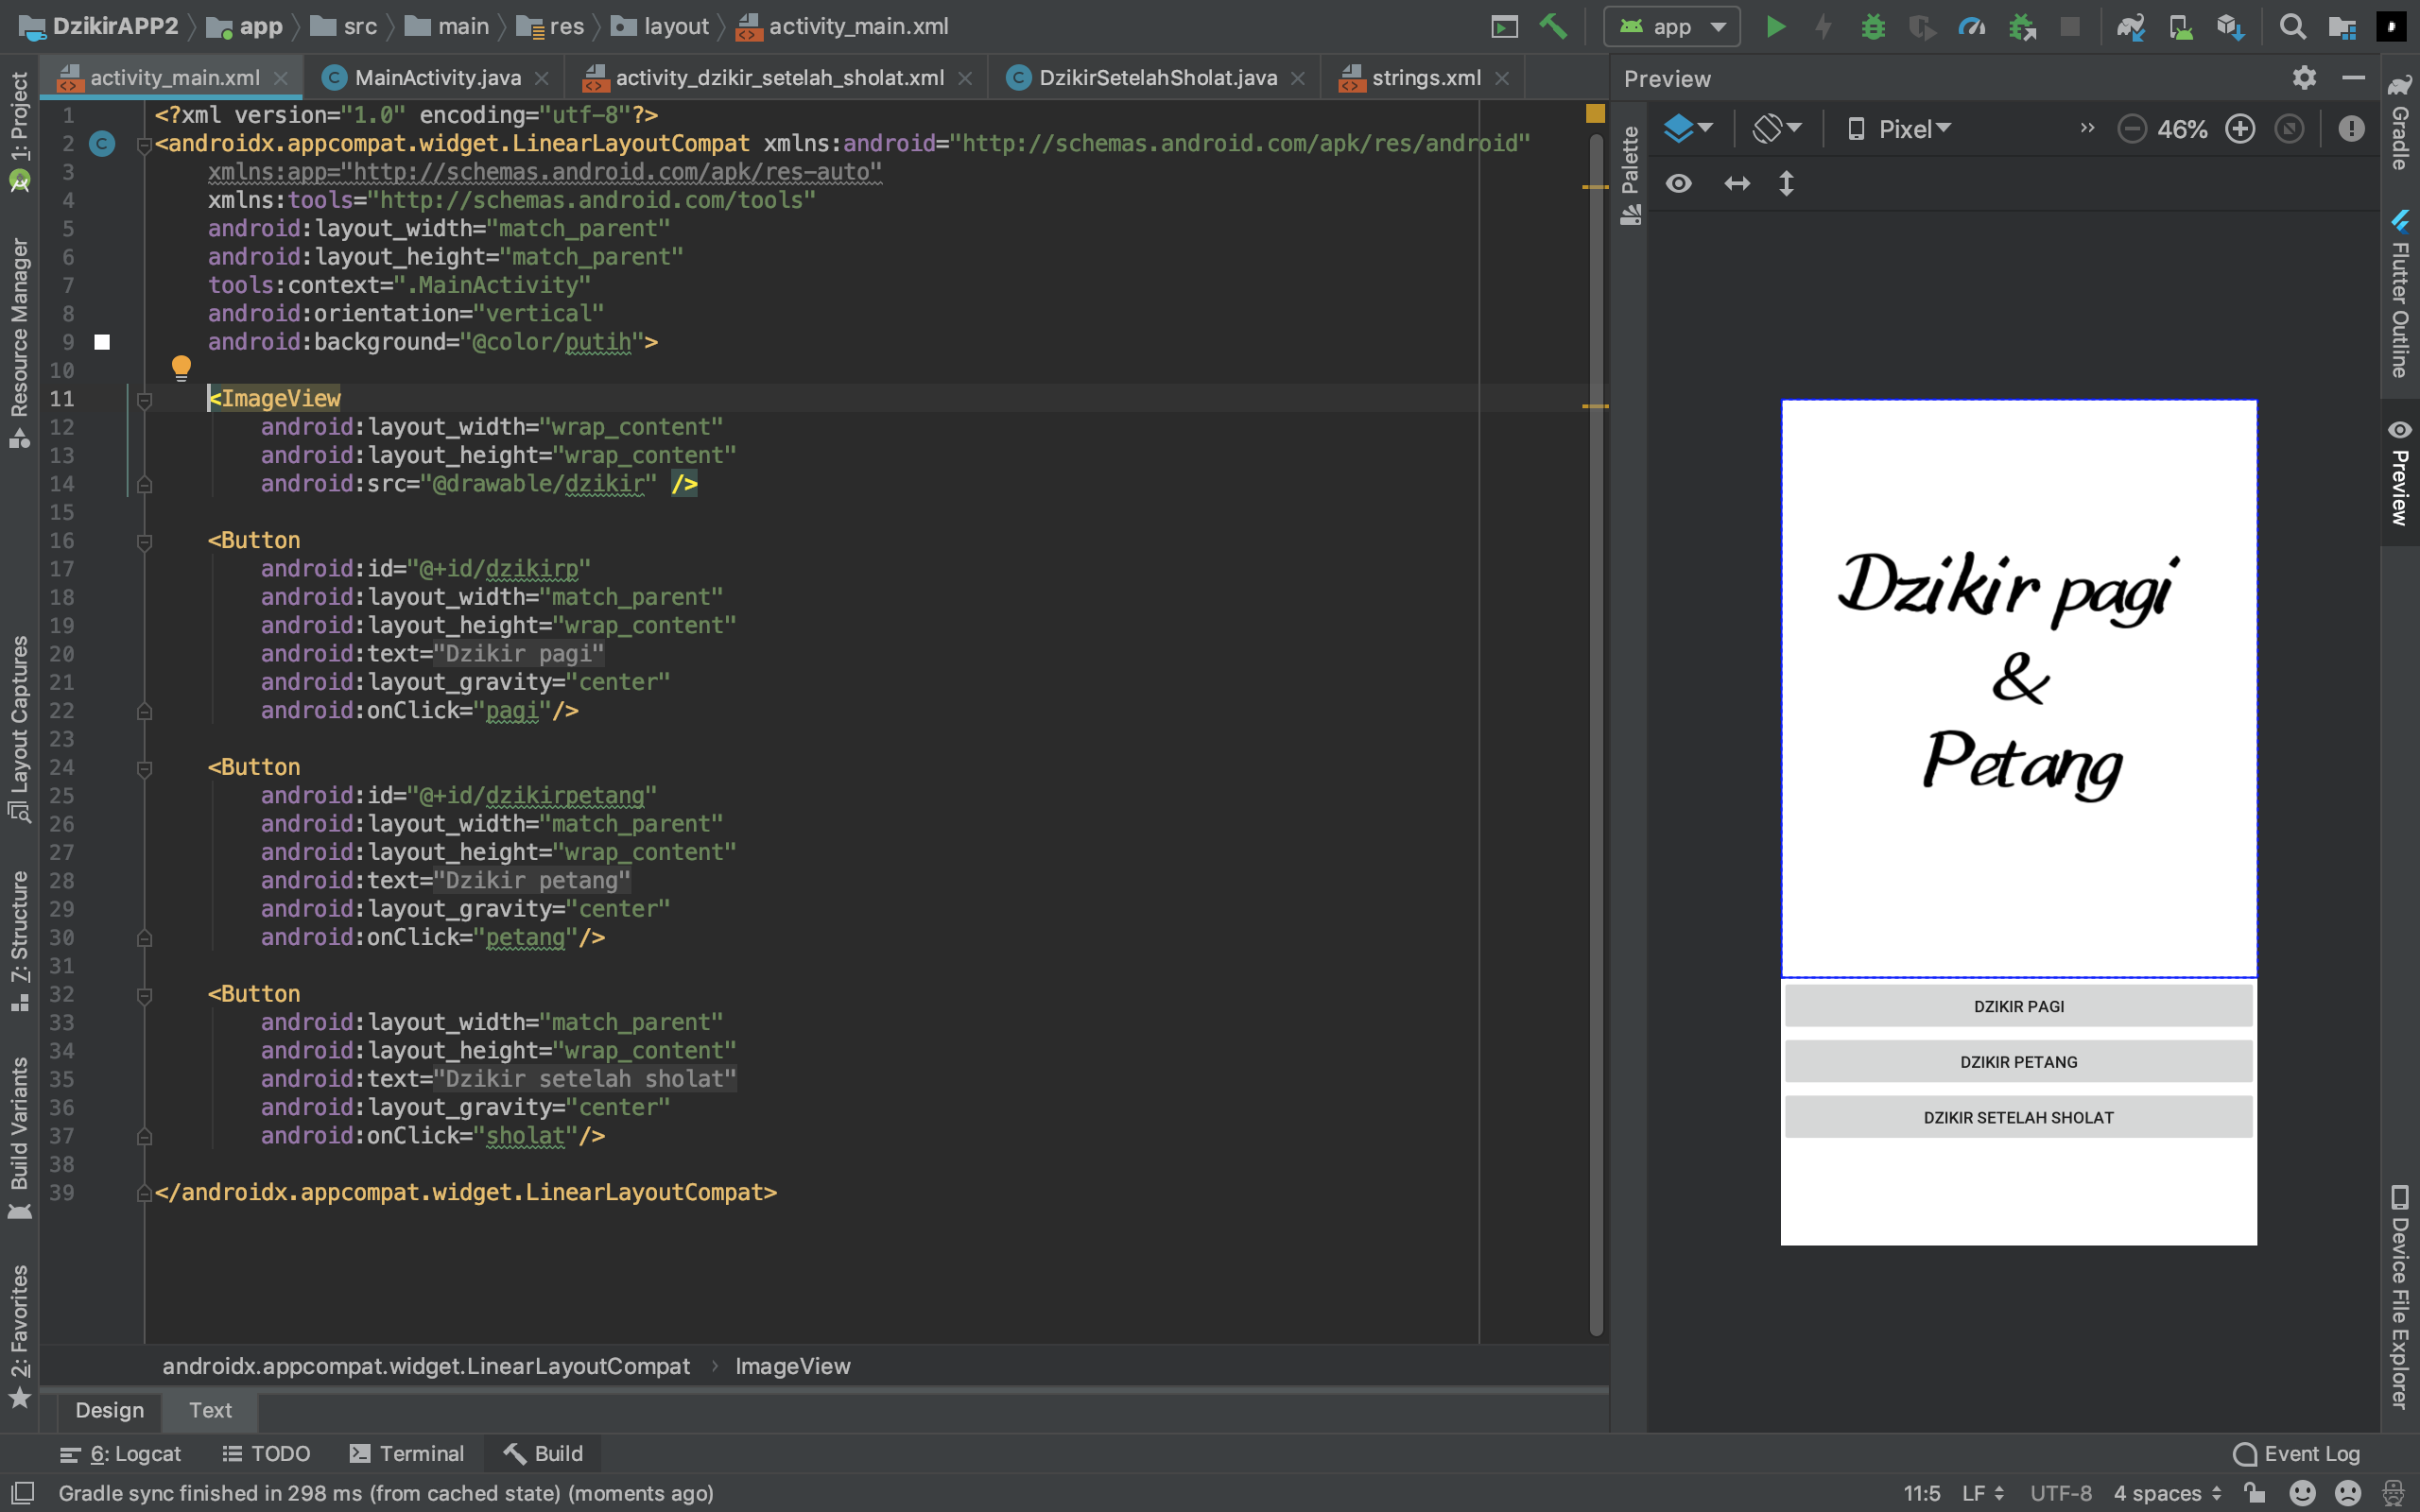 DzikirAPP2 app src main res layout activity_main.xml
app
activity_main.xml MainActivity.java activity_dzikir_setelah_sholat.xml DzikirSetelahSholat.java strings.xml
Preview
Pixel 46%
1: Project
Resource Manager
Layout Captures
7: Structure
Build Variants
2: Favorites
1 <?xml version="1.0" encoding="utf-8"?>
2 <androidx.appcompat.widget.LinearLayoutCompat xmlns:android="http://schemas.android.com/apk/res/android"
3 xmlns:app="http://schemas.android.com/apk/res-auto"
4 xmlns:tools="http://schemas.android.com/tools"
5 android:layout_width="match_parent"
6 android:layout_height="match_parent"
7 tools:context=".MainActivity"
8 android:orientation="vertical"
9 android:background="@color/putih">
10
11 <ImageView
12 android:layout_width="wrap_content"
13 android:layout_height="wrap_content"
14 android:src="@drawable/dzikir" />
15
16 <Button
17 android:id="@+id/dzikirp"
18 android:layout_width="match_parent"
19 android:layout_height="wrap_content"
20 android:text="Dzikir pagi"
21 android:layout_gravity="center"
22 android:onClick="pagi"/>
23
24 <Button
25 android:id="@+id/dzikirpetang"
26 android:layout_width="match_parent"
27 android:layout_height="wrap_content"
28 android:text="Dzikir petang"
29 android:layout_gravity="center"
30 android:onClick="petang"/>
31
32 <Button
33 android:layout_width="match_parent"
34 android:layout_height="wrap_content"
35 android:text="Dzikir setelah sholat"
36 android:layout_gravity="center"
37 android:onClick="sholat"/>
38
39 </androidx.appcompat.widget.LinearLayoutCompat>
Palette
Dzikir pagi
&
Petang
DZIKIR PAGI
DZIKIR PETANG
DZIKIR SETELAH SHOLAT
Gradle
Flutter Outline
Preview
Device File Explorer
androidx.appcompat.widget.LinearLayoutCompat › ImageView
Design Text
6: Logcat TODO Terminal Build Event Log
Gradle sync finished in 298 ms (from cached state) (moments ago) 11:5 LF UTF-8 4 spaces